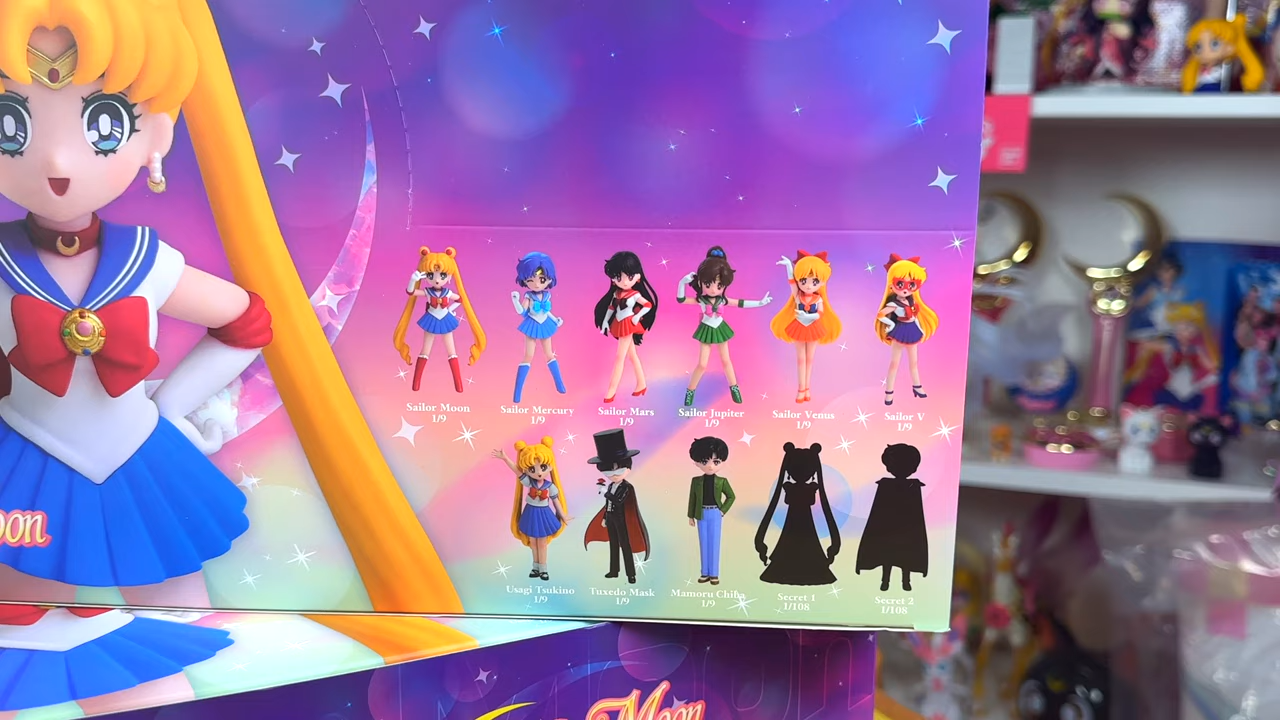 Sailor Moon
1/9
Sailor Mercury
1/9
Sailor Mars
1/9
Sailor Jupiter
1/9
Sailor Venus
1/9
Sailor V
1/9
Usagi Tsukino
1/9
Tuxedo Mask
1/9
Mamoru Chiba
1/9
Secret 1
1/108
Secret 2
1/108
oon
Moon